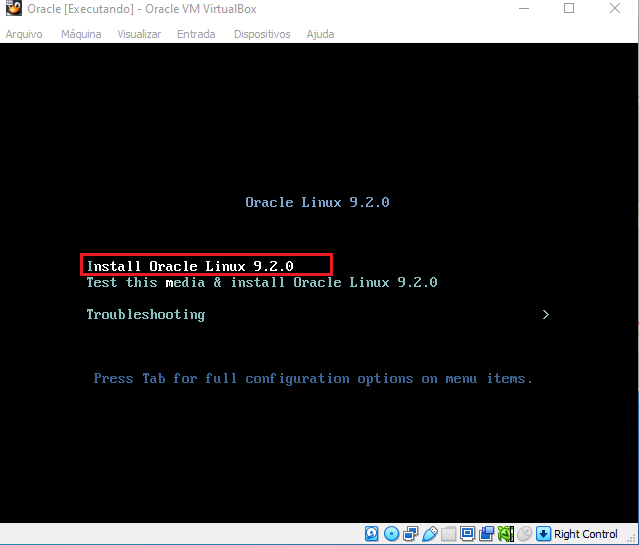 Oracle [Executando] - Oracle VM VirtualBox
Arquivo Máquina Visualizar Entrada Dispositivos Ajuda
Oracle Linux 9.2.0
Install Oracle Linux 9.2.0
Test this media & install Oracle Linux 9.2.0
Troubleshooting >
Press Tab for full configuration options on menu items.
Right Control